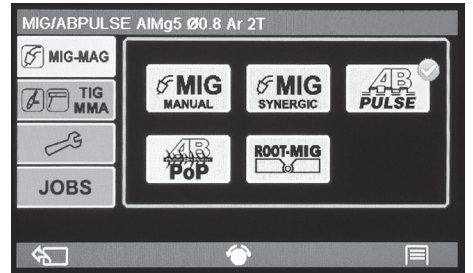 MIG/ABPULSE AlMg5 Ø0.8 Ar 2T
MIG-MAG
TIG
MMA
JOBS
MIG
MANUAL
MIG
SYNERGIC
AB
PULSE
AB
PoP
ROOT-MIG